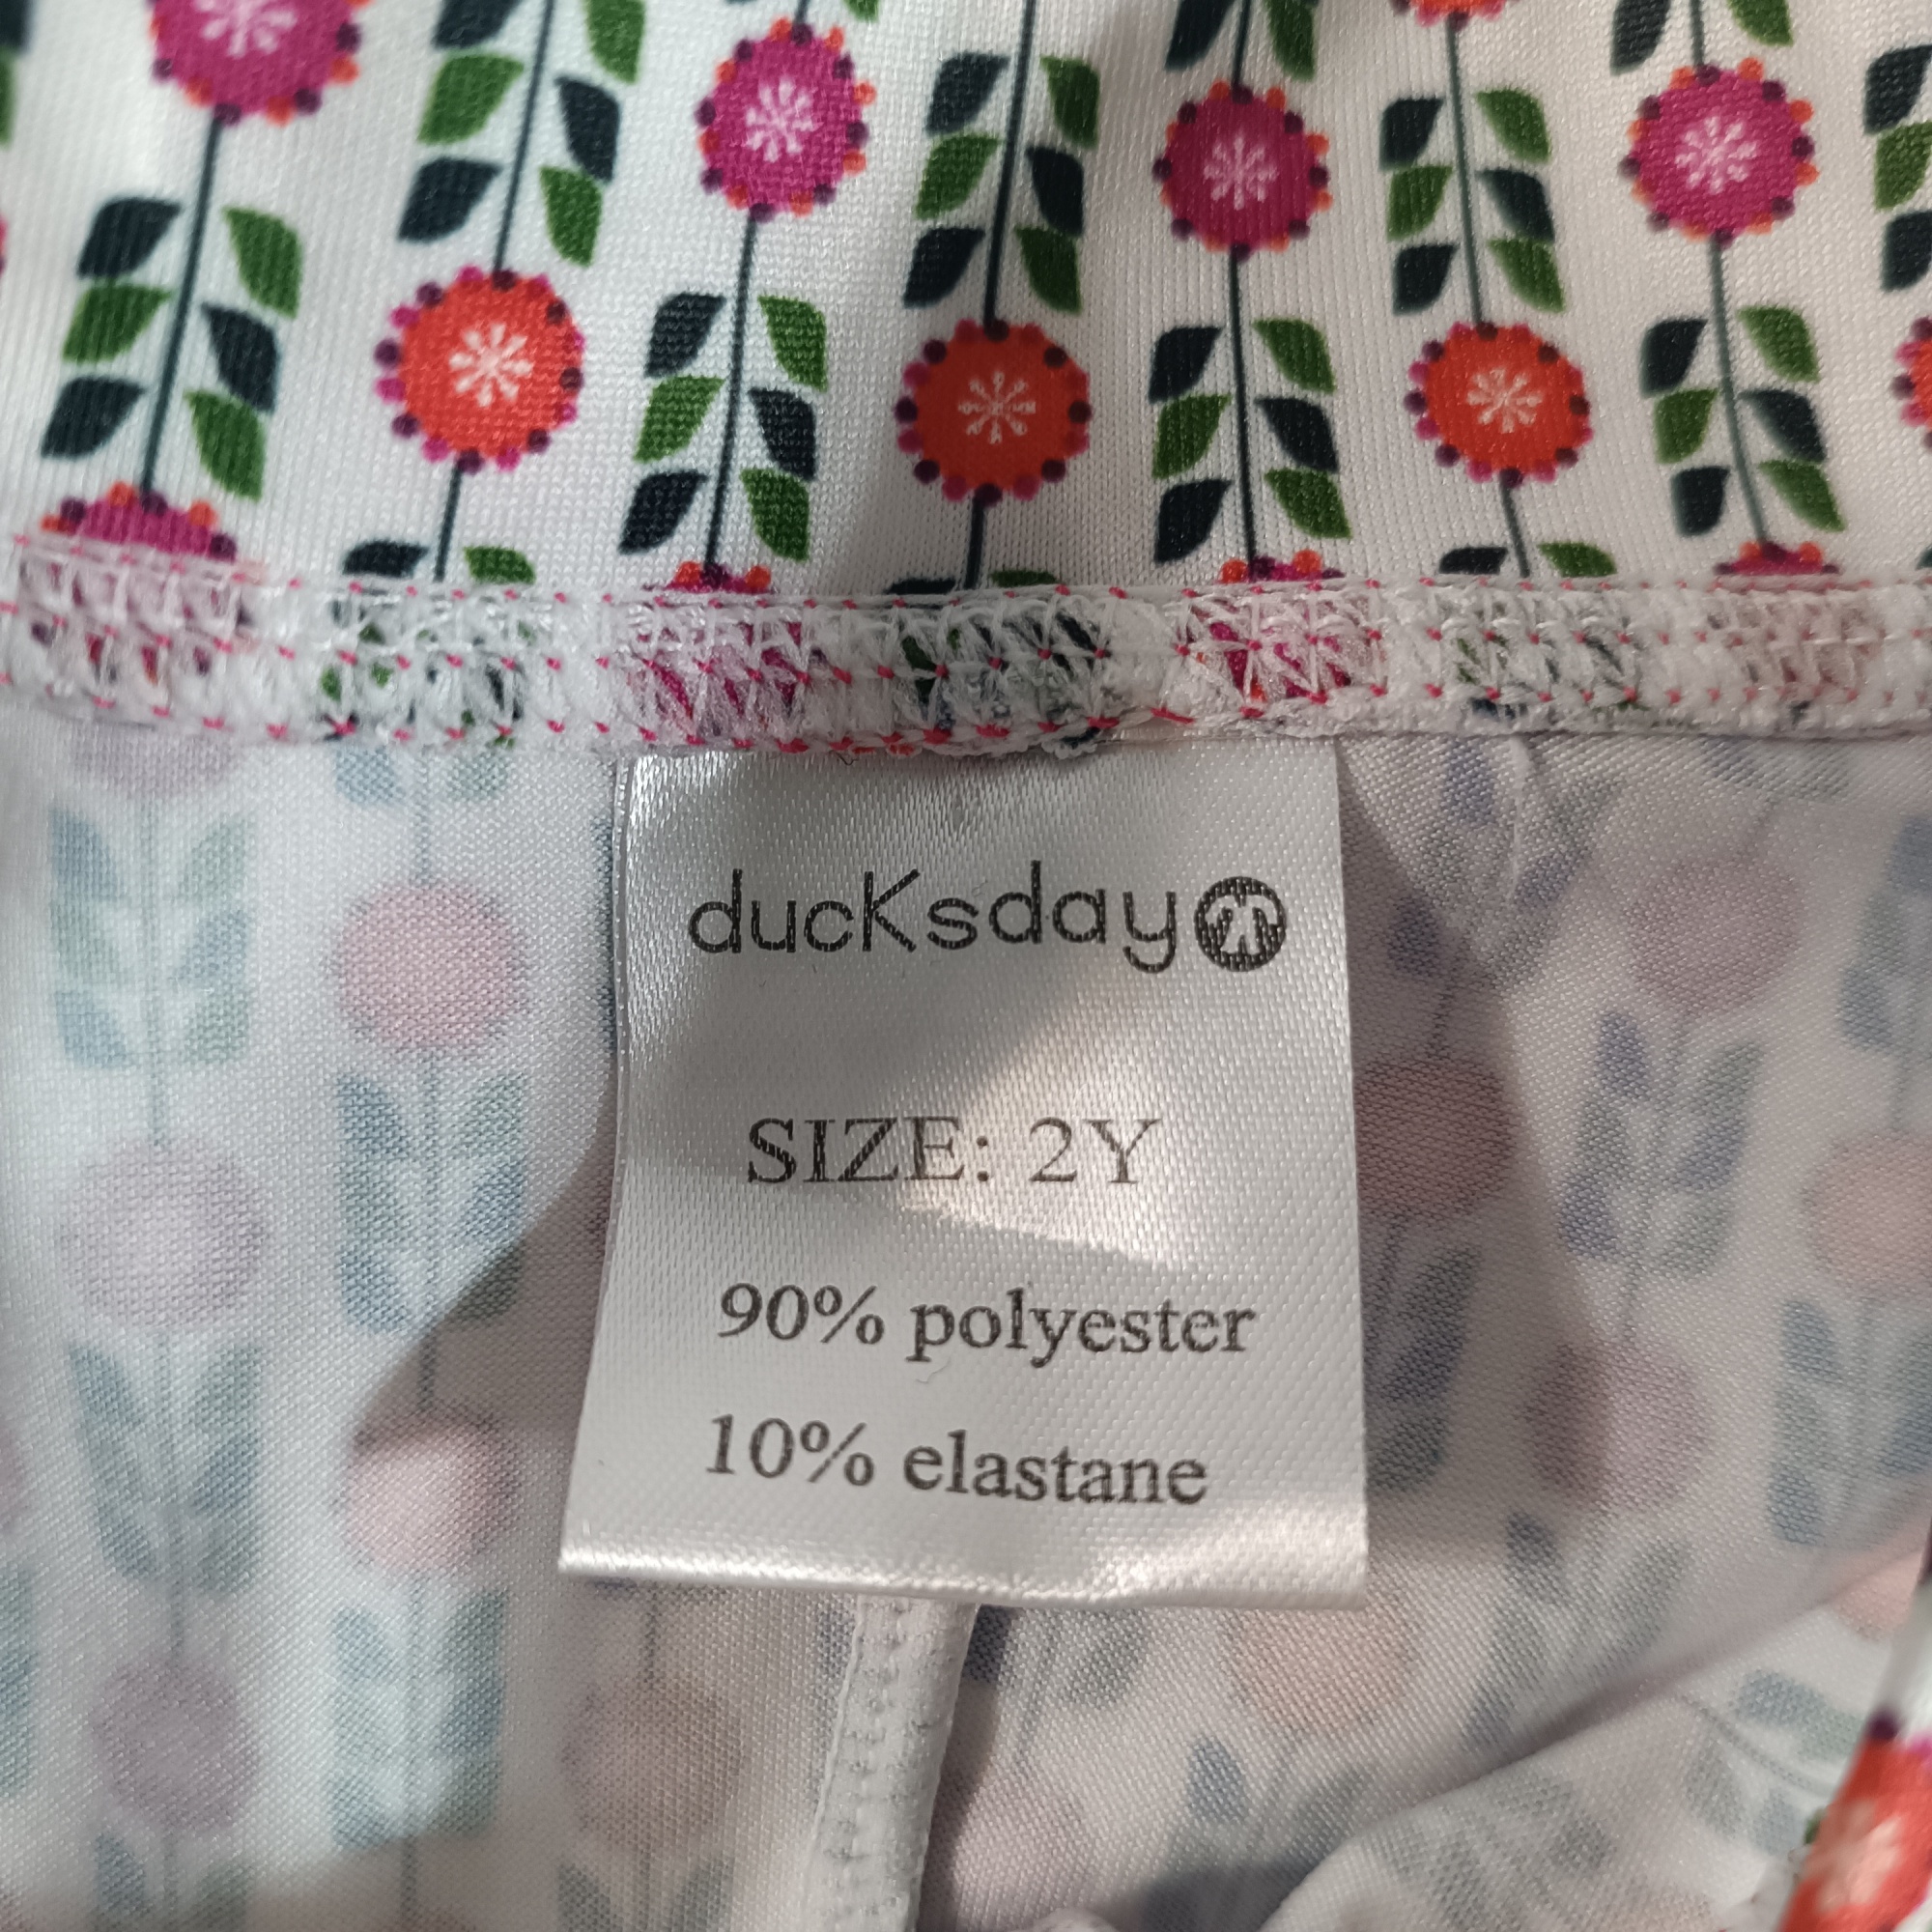 ducksday
SIZE: 2Y
90% polyester
10% elastane